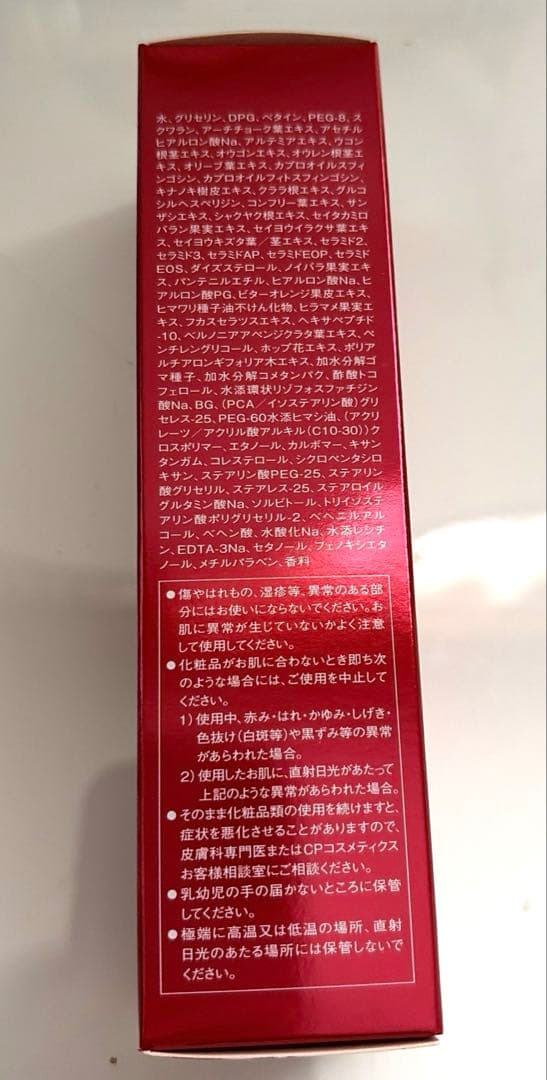 水、グリセリン、DPG、ベタイン、PEG-8、ス
クワラン、アーチチョーク葉エキス、アセチル
ヒアルロン酸Na、アルテミアエキス、ウコン
根茎エキス、オウゴンエキス、オウレン根茎エ
キス、オリーブ葉エキス、カプロオイルスフィ
ンゴシン、カプロオイルフィトスフィンゴシン、
キナノキ樹皮エキス、クララ根エキス、グルコ
シルヘスペリジン、コンフリー葉エキス、サン
ザシエキス、シャクヤク根エキス、セイタカミロ
バラン果実エキス、セイヨウイラクサ葉エキ
ス、セイヨウキズタ葉/茎エキス、セラミド2、
セラミド3、セラミドAP、セラミドEOP、セラミド
EOS、ダイズステロール、ノイバラ果実エキ
ス、パンテニルエチル、ヒアルロン酸Na、ヒ
アルロン酸PG、ビターオレンジ果皮エキス、
ヒマワリ種子油不けん化物、ヒラマメ果実エ
キス、フカスセラツスエキス、ヘキサペプチド
-10、ベルノニアアペンジクラタ葉エキス、ペ
ンチレングリコール、ホップ花エキス、ポリア
ルチアロンギフォリア木エキス、加水分解ゴ
マ種子、加水分解コメタンパク、酢酸トコ
フェロール、水添環状リゾフォスファチジン
酸Na、BG、(PCA/イソステアリン酸)グリ
セレス-25、PEG-60水添ヒマシ油、(アクリ
レーツ/アクリル酸アルキル(C10-30))ク
ロスポリマー、エタノール、カルボマー、キサン
タンガム、コレステロール、シクロペンタシロ
キサン、ステアリン酸PEG-25、ステアリン
酸グリセリル、ステアレス-25、ステアロイル
グルタミン酸Na、ソルビトール、トリイソステ
アリン酸ポリグリセリル-2、ベヘニルアル
コール、ベヘン酸、水酸化Na、水添レシチ
ン、EDTA-3Na、セタノール、フェノキシエタ
ノール、メチルパラベン、香料
●傷やはれもの、湿疹等、異常のある部
分にはお使いにならないでください。お
肌に異常が生じていないかよく注意
して使用してください。
●化粧品がお肌に合わないとき即ち次
のような場合には、ご使用を中止してく
ださい。
1)使用中、赤み・はれ・かゆみ・しげき・
色抜け(白斑等)や黒ずみ等の異常
があらわれた場合。
2)使用したお肌に、直射日光があたって
上記のような異常があらわれた場合。
●そのまま化粧品類の使用を続けますと、
症状を悪化させることがありますので、
皮膚科専門医またはCPコスメティクス
お客様相談室にご相談ください。
●乳幼児の手の届かないところに保管
してください。
●極端に高温又は低温の場所、直射
日光のあたる場所には保管しないで
ください。